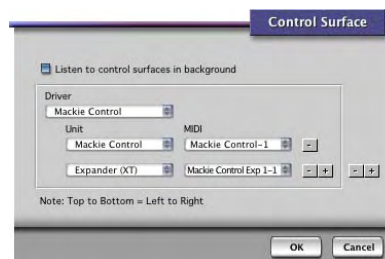 Control Surface
Listen to control surfaces in background
Driver
Mackie Control
Unit MIDI
Mackie Control Mackie Control-1 -
Expander (XT) Mackie Control Exp 1-1 - + - +
Note: Top to Bottom = Left to Right
OK Cancel